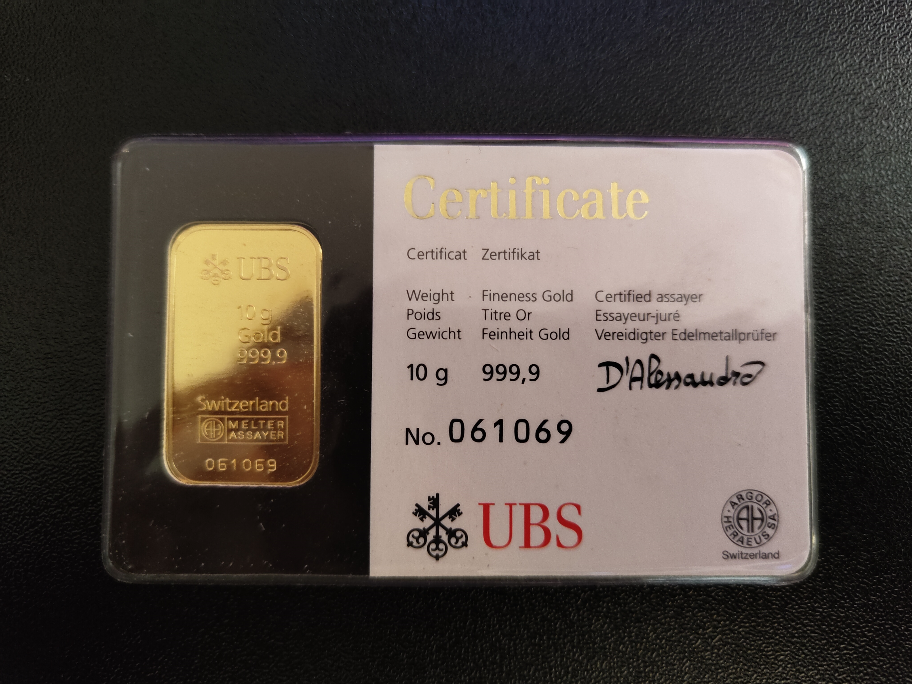 UBS
10 g
Gold
999,9
Switzerland
AH MELTER
ASSAYER
061069
Certificate
Certificat Zertifikat
Weight Fineness Gold Certified assayer
Poids Titre Or Essayeur-juré
Gewicht Feinheit Gold Vereidigter Edelmetallprüfer
10 g 999,9 D'Alessandro
No. 061069
UBS
ARGOR
AH
HERAEUS SA
Switzerland